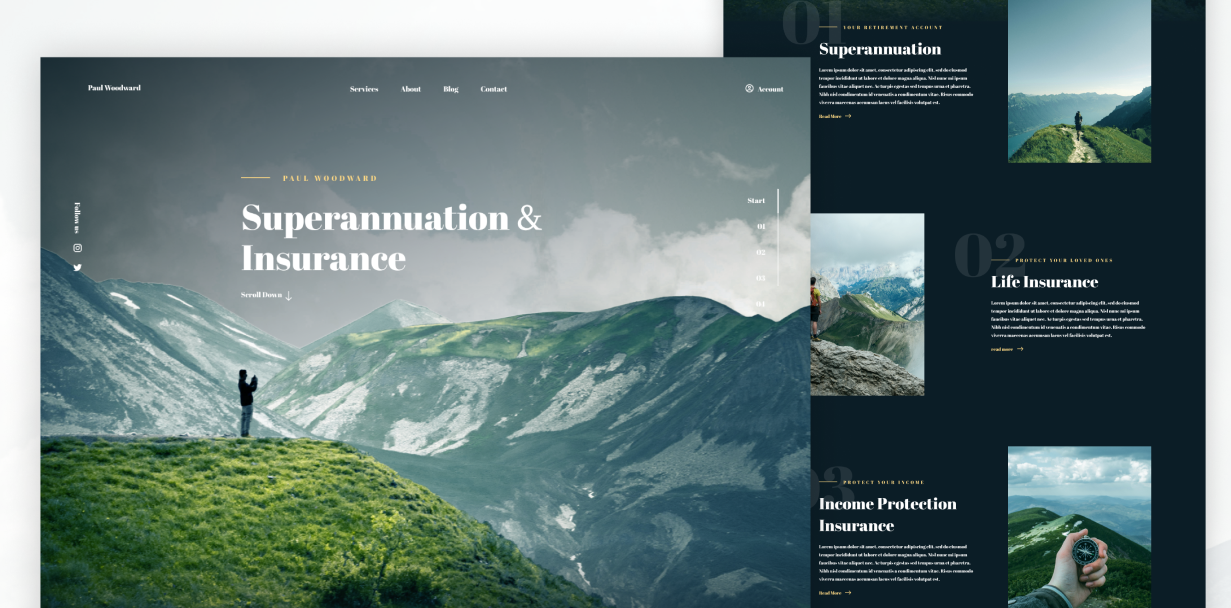 Paul Woodward
Services
About
Blog
Contact
Account
PAUL WOODWARD
Superannuation &
Insurance
Scroll Down
Follow us
Start
01
02
03
04
01
YOUR RETIREMENT ACCOUNT
Superannuation
Lorem ipsum dolor sit amet, consectetur adipiscing elit, sed do eiusmod
tempor incididunt ut labore et dolore magna aliqua. Nisl nunc mi ipsum
faucibus vitae aliquet nec. Ac turpis egestas sed tempus urna et pharetra.
Nibh nisl condimentum id venenatis a condimentum vitae. Risus commodo
viverra maecenas accumsan lacus vel facilisis volutpat est.
Read More
02
PROTECT YOUR LOVED ONES
Life Insurance
Lorem ipsum dolor sit amet, consectetur adipiscing elit, sed do eiusmod
tempor incididunt ut labore et dolore magna aliqua. Nisl nunc mi ipsum
faucibus vitae aliquet nec. Ac turpis egestas sed tempus urna et pharetra.
Nibh nisl condimentum id venenatis a condimentum vitae. Risus commodo
viverra maecenas accumsan lacus vel facilisis volutpat est.
read more
03
PROTECT YOUR INCOME
Income Protection
Insurance
Lorem ipsum dolor sit amet, consectetur adipiscing elit, sed do eiusmod
tempor incididunt ut labore et dolore magna aliqua. Nisl nunc mi ipsum
faucibus vitae aliquet nec. Ac turpis egestas sed tempus urna et pharetra.
Nibh nisl condimentum id venenatis a condimentum vitae. Risus commodo
viverra maecenas accumsan lacus vel facilisis volutpat est.
Read More